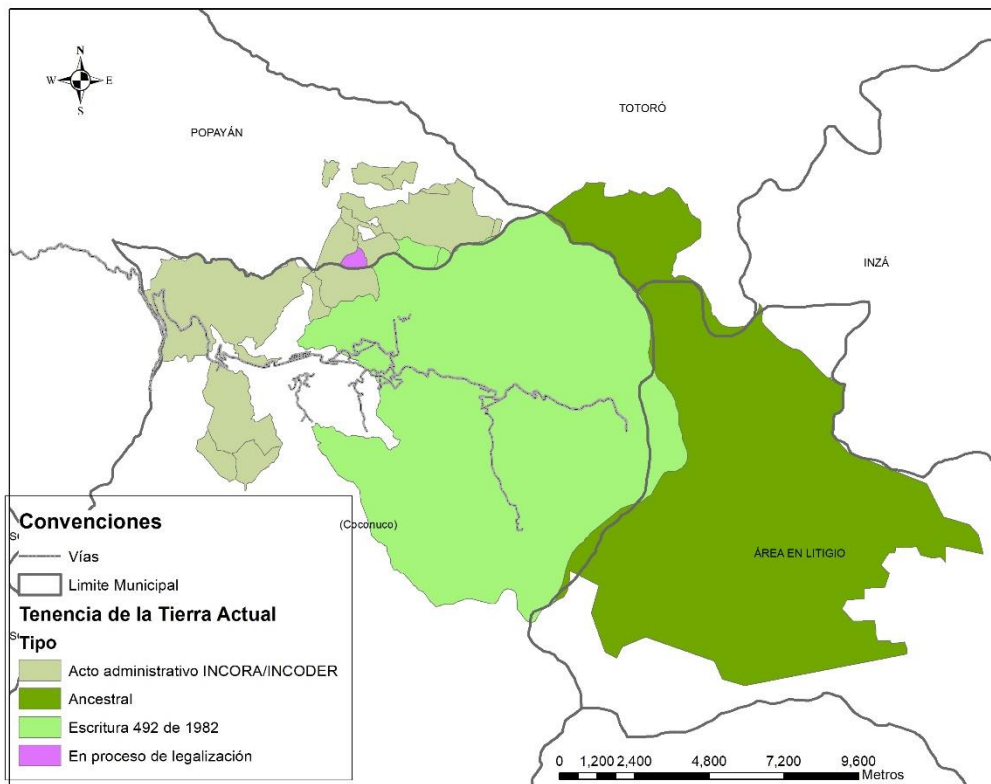 N
W E
S
TOTORÓ
POPAYÁN
INZÁ
(Coconuco)
ÁREA EN LITIGIO
Convenciones
Vías
Limite Municipal
Tenencia de la Tierra Actual
Tipo
Acto administrativo INCORA/INCODER
Ancestral
Escritura 492 de 1982
En proceso de legalización
0 1,200 2,400 4,800 7,200 9,600
Metros